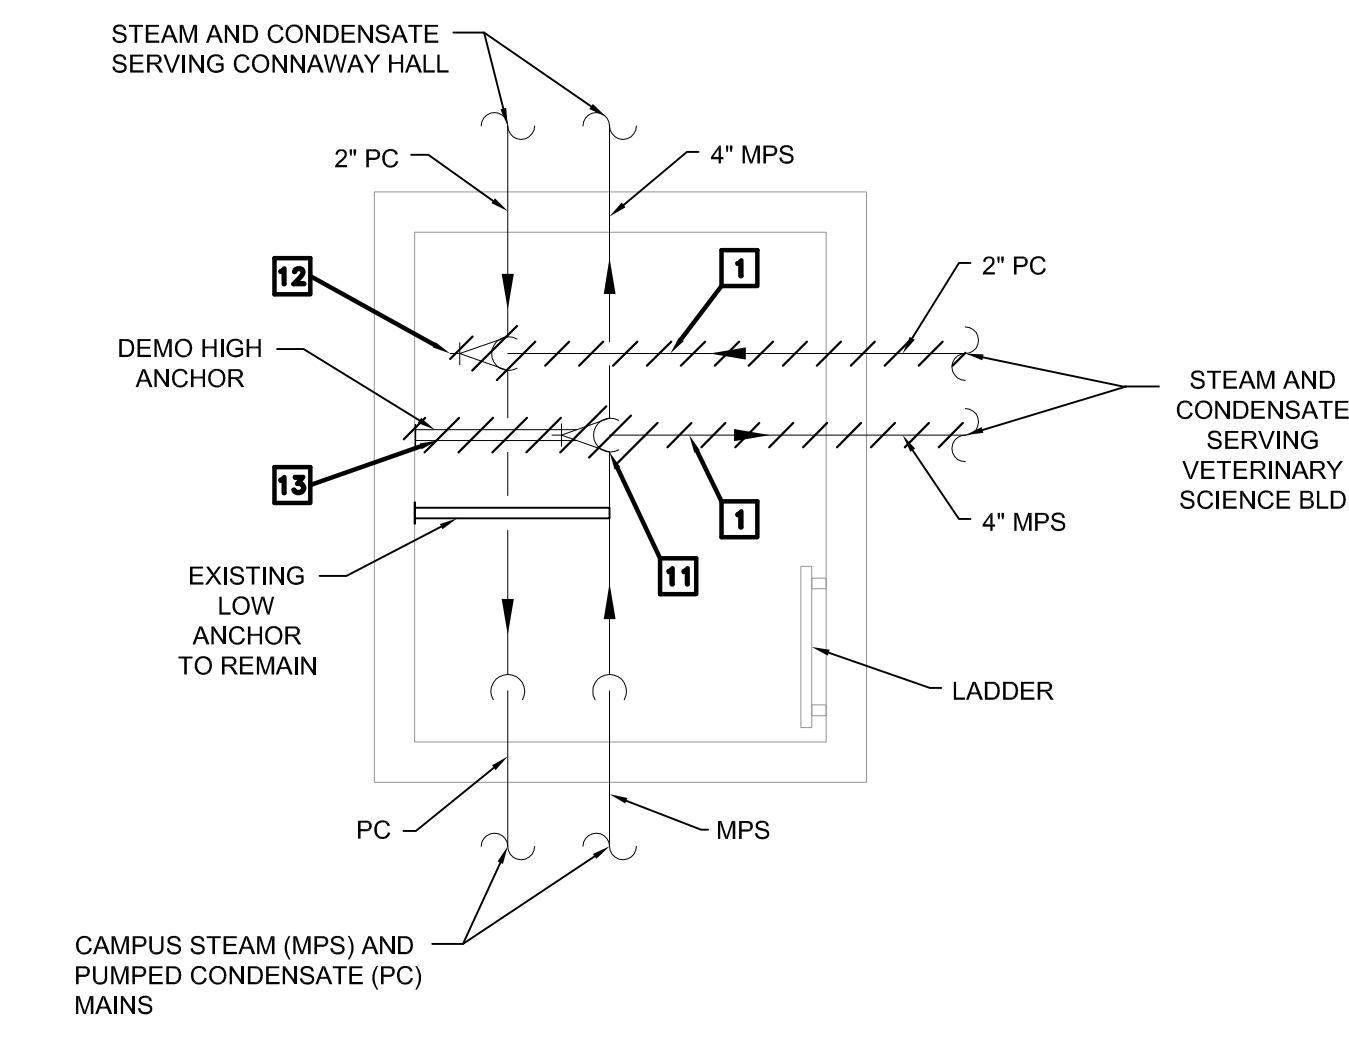 STEAM AND CONDENSATE
SERVING CONNAWAY HALL
2" PC
4" MPS
12
1
2" PC
DEMO HIGH
ANCHOR
STEAM AND
CONDENSATE
SERVING
VETERINARY
SCIENCE BLD
13
1
4" MPS
11
EXISTING
LOW
ANCHOR
TO REMAIN
LADDER
PC
MPS
CAMPUS STEAM (MPS) AND
PUMPED CONDENSATE (PC)
MAINS